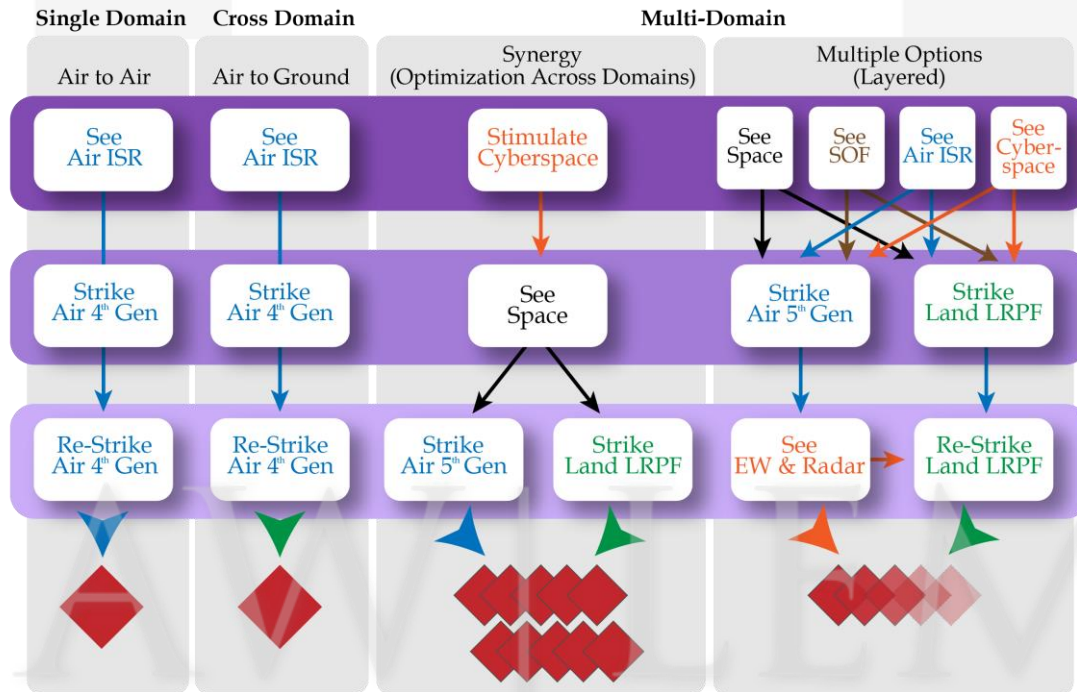 Single Domain
Cross Domain
Multi-Domain
Air to Air
Air to Ground
Synergy
(Optimization Across Domains)
Multiple Options
(Layered)
See
Air ISR
See
Air ISR
Stimulate
Cyberspace
See
Space
See
SOF
See
Air ISR
See
Cyber-
space
Strike
Air 4th Gen
Strike
Air 4th Gen
See
Space
Strike
Air 5th Gen
Strike
Land LRPF
Re-Strike
Air 4th Gen
Re-Strike
Air 4th Gen
Strike
Air 5th Gen
Strike
Land LRPF
See
EW & Radar
Re-Strike
Land LRPF